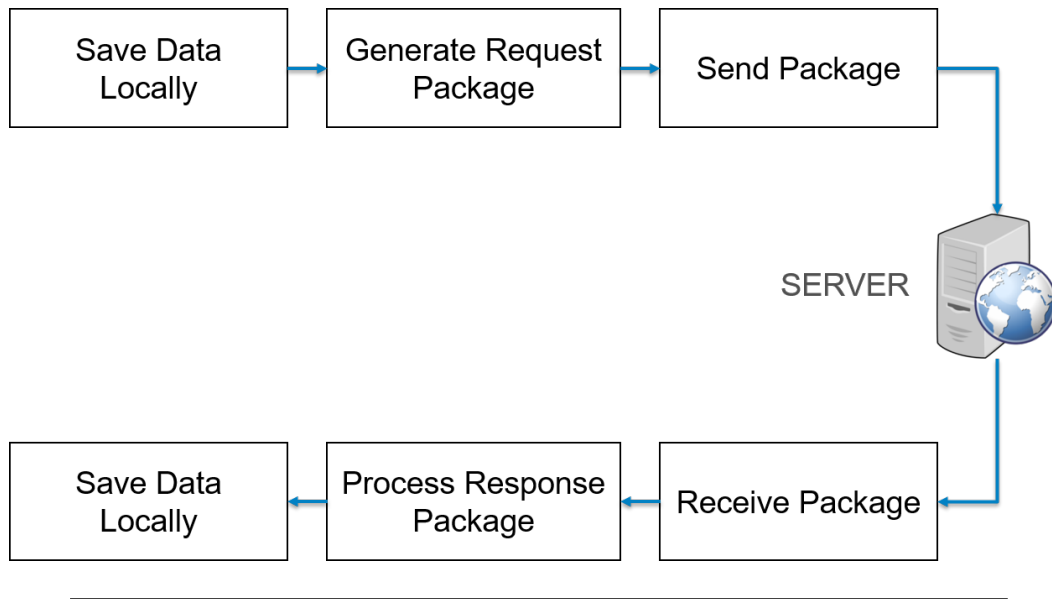 Save Data
Locally
Generate Request
Package
Send Package
SERVER
Save Data
Locally
Process Response
Package
Receive Package